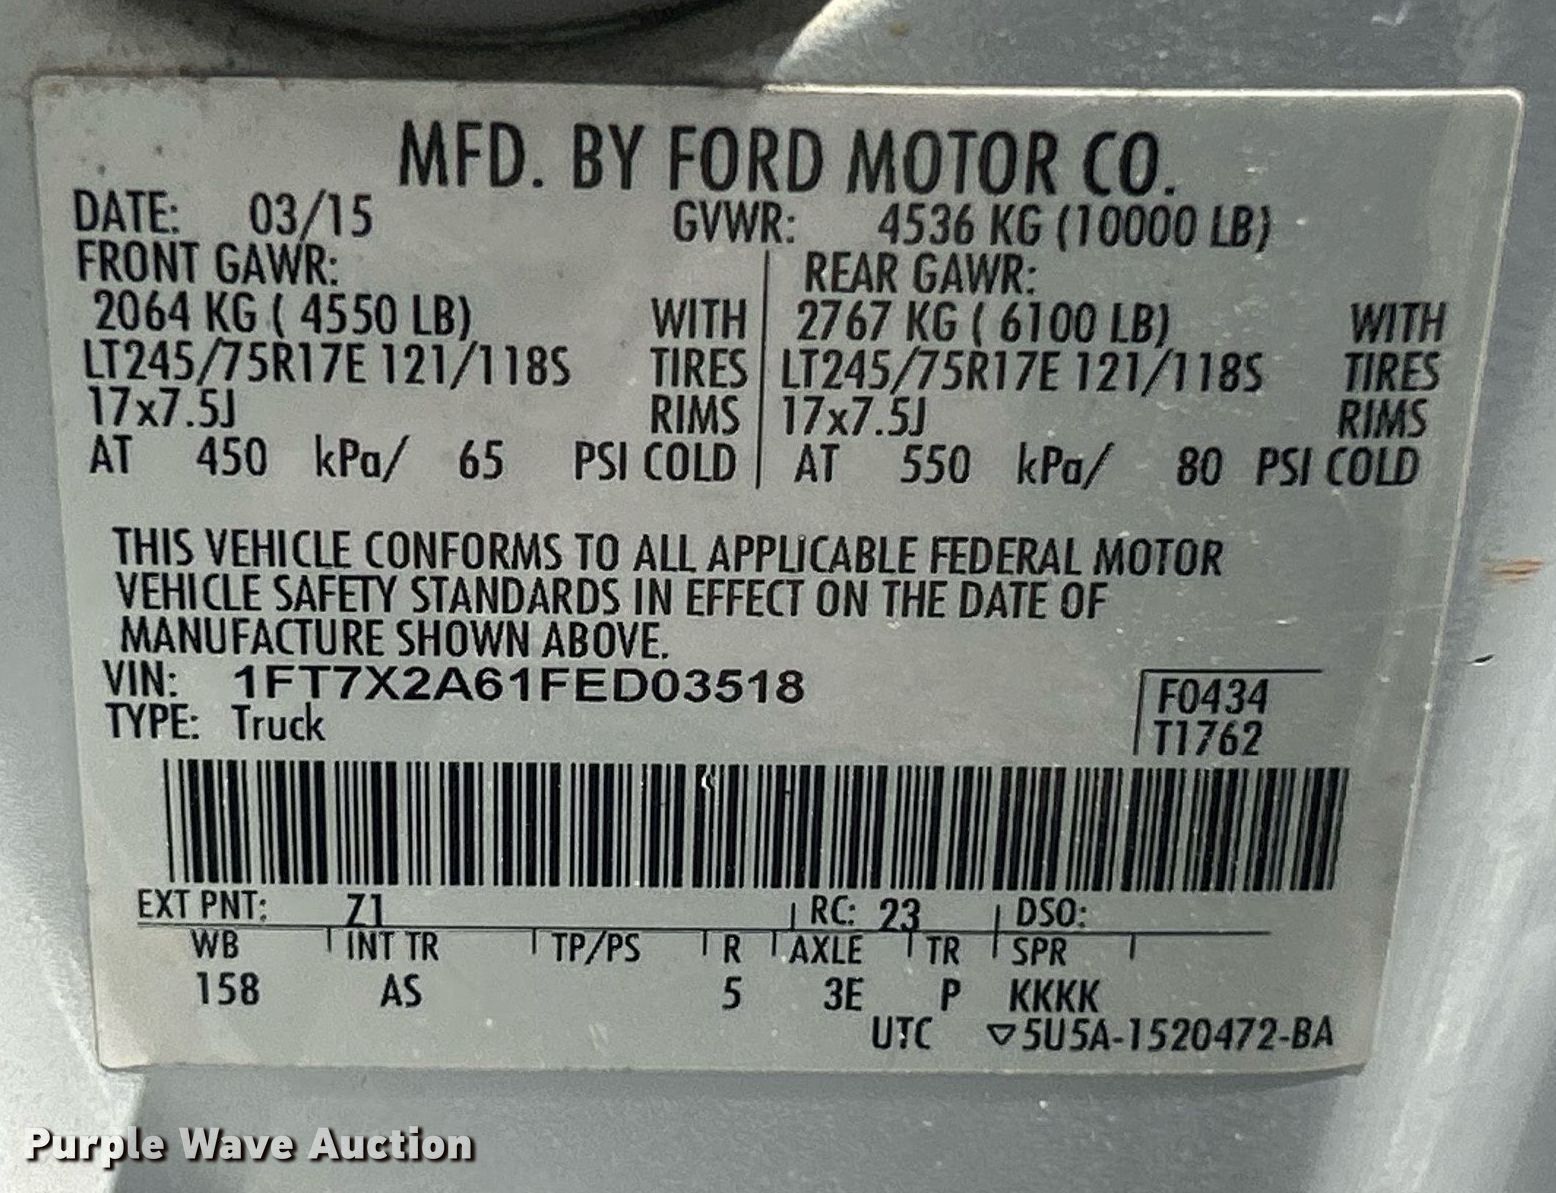 MFD. BY FORD MOTOR CO.
DATE: 03/15 GVWR: 4536 KG (10000 LB)
FRONT GAWR: REAR GAWR:
2064 KG ( 4550 LB) WITH 2767 KG ( 6100 LB) WITH
LT245/75R17E 121/118S TIRES LT245/75R17E 121/118S TIRES
17x7.5J RIMS 17x7.5J RIMS
AT 450 kPa/ 65 PSI COLD AT 550 kPa/ 80 PSI COLD
THIS VEHICLE CONFORMS TO ALL APPLICABLE FEDERAL MOTOR
VEHICLE SAFETY STANDARDS IN EFFECT ON THE DATE OF
MANUFACTURE SHOWN ABOVE.
VIN: 1FT7X2A61FED03518
F0434
TYPE: Truck
T1762
EXT PNT: Z1 RC: 23 DSO:
WB INT TR TP/PS R AXLE TR SPR
158 AS 5 3E P KKKK
UTC ▽5U5A-1520472-BA
Purple Wave Auction